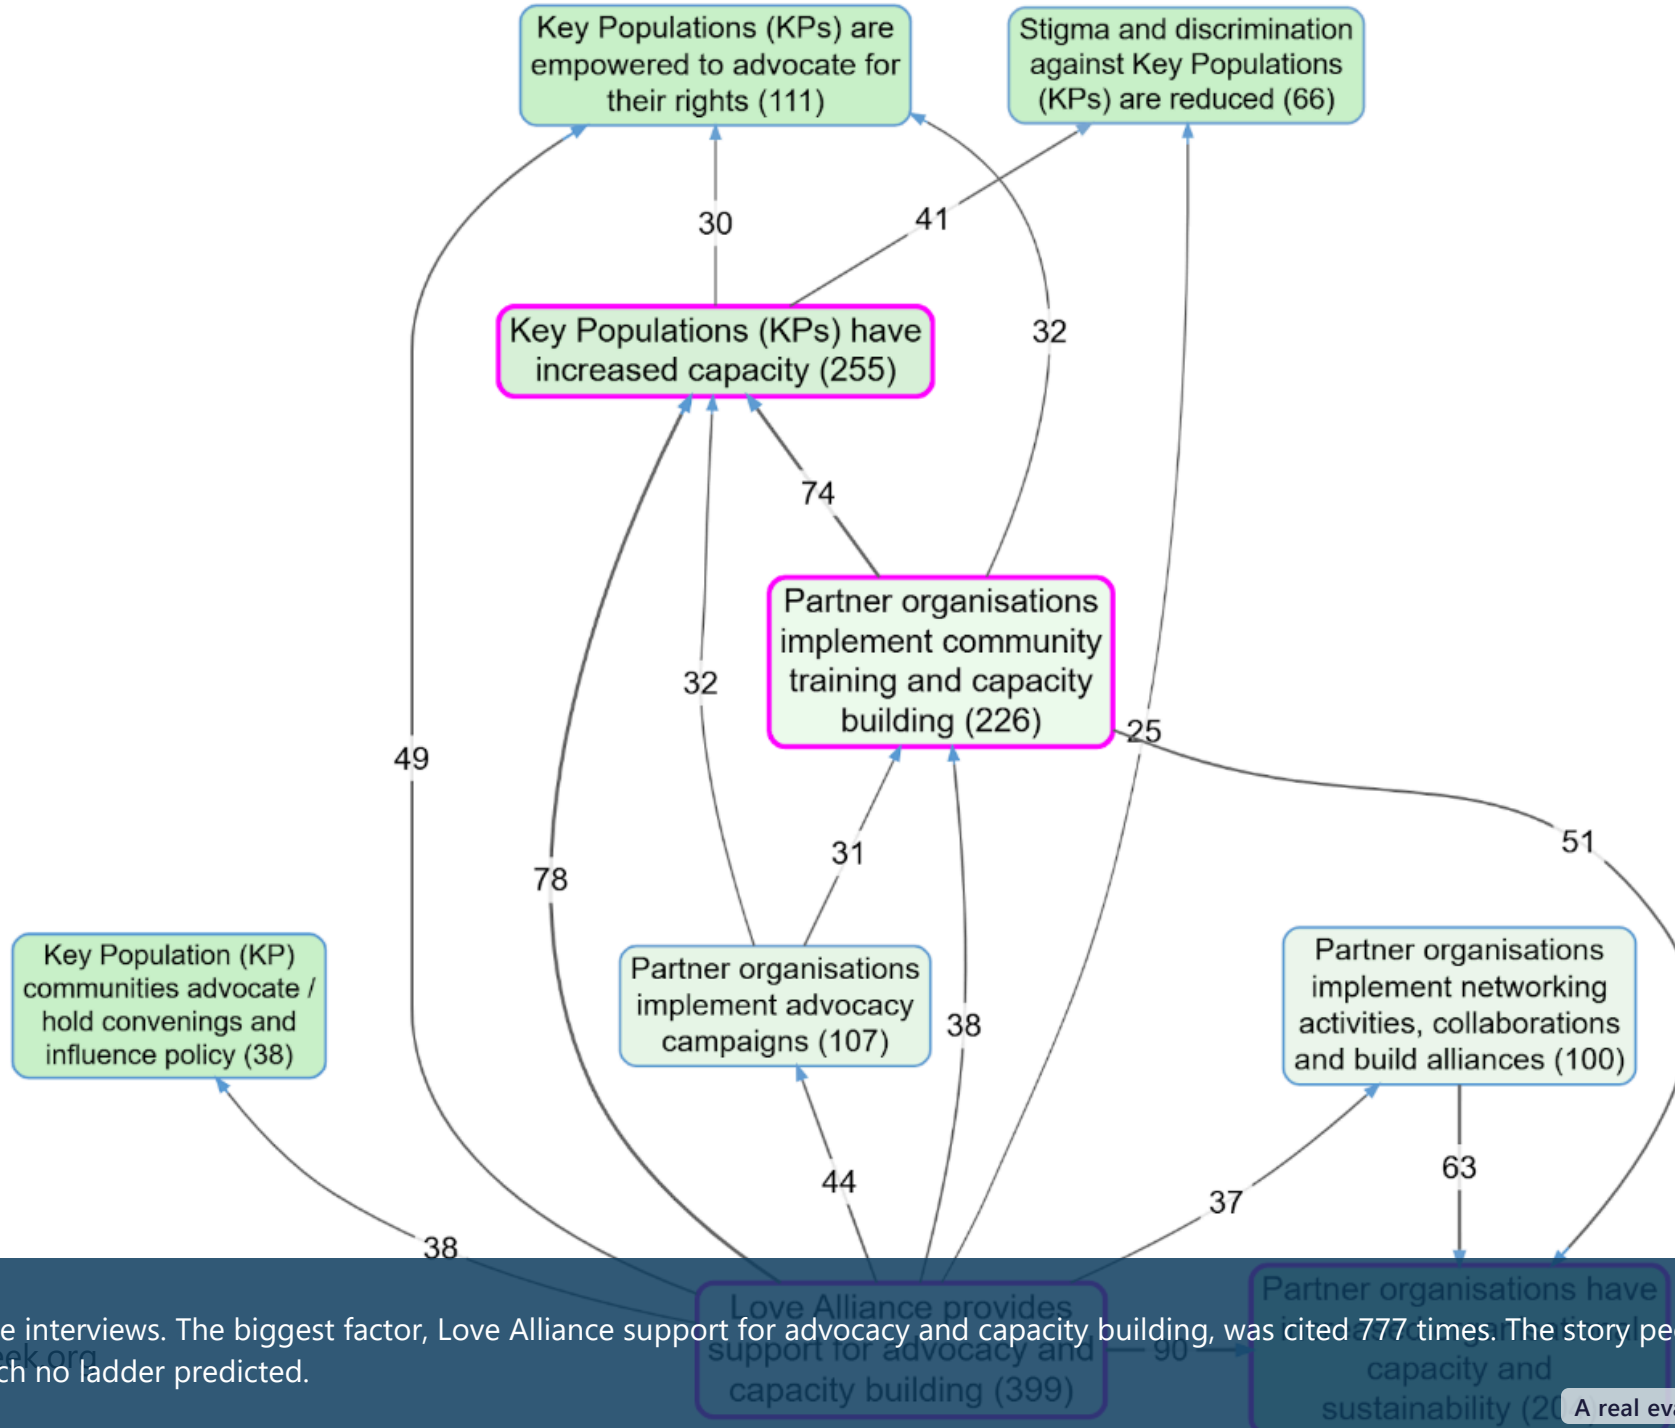 Key Populations (KPs) are
empowered to advocate for
their rights (111)
Stigma and discrimination
against Key Populations
(KPs) are reduced (66)
30
41
32
Key Populations (KPs) have
increased capacity (255)
74
Partner organisations
implement community
training and capacity
building (226)
32
25
49
51
31
78
Key Population (KP)
communities advocate /
hold convenings and
influence policy (38)
Partner organisations
implement advocacy
campaigns (107)
38
Partner organisations
implement networking
activities, collaborations
and build alliances (100)
44
63
37
38
Love Alliance provides
support for advocacy and
capacity building (399)
90
Partner organisations have
capacity and
sustainability
e interviews. The biggest factor, Love Alliance support for advocacy and capacity building, was cited 777 times. The story pe
eek.org
ch no ladder predicted.
A real ev